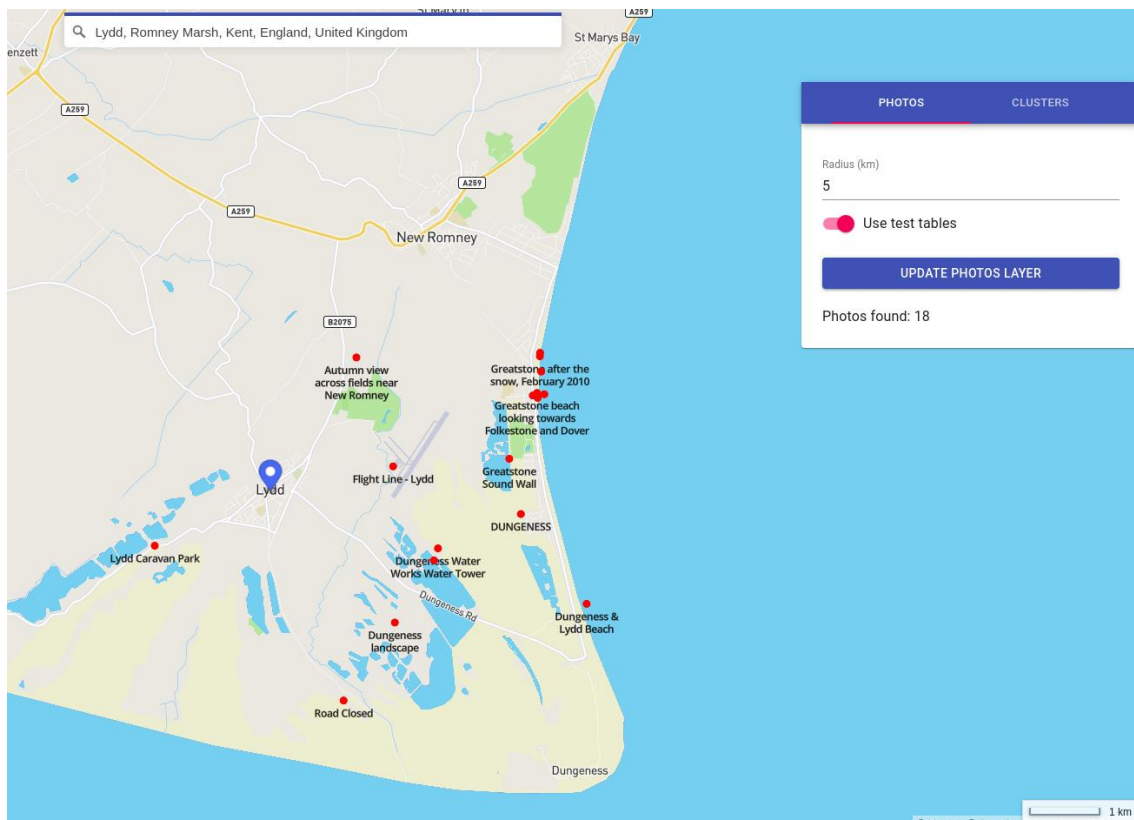 St Mary in
A259
Lydd, Romney Marsh, Kent, England, United Kingdom
St Marys Bay
enzett
A259
PHOTOS
CLUSTERS
Radius (km)
5
A259
A259
Use test tables
New Romney
UPDATE PHOTOS LAYER
Photos found: 18
B2075
Autumn view
across fields near
New Romney
Greatstone after the
snow, February 2010
Greatstone beach
looking towards
Folkestone and Dover
Flight Line - Lydd
Greatstone
Sound Wall
Lydd
DUNGENESS
Lydd Caravan Park
Dungeness Water
Works Water Tower
Dungeness Rd
Dungeness &
Lydd Beach
Dungeness
landscape
Road Closed
Dungeness
1 km